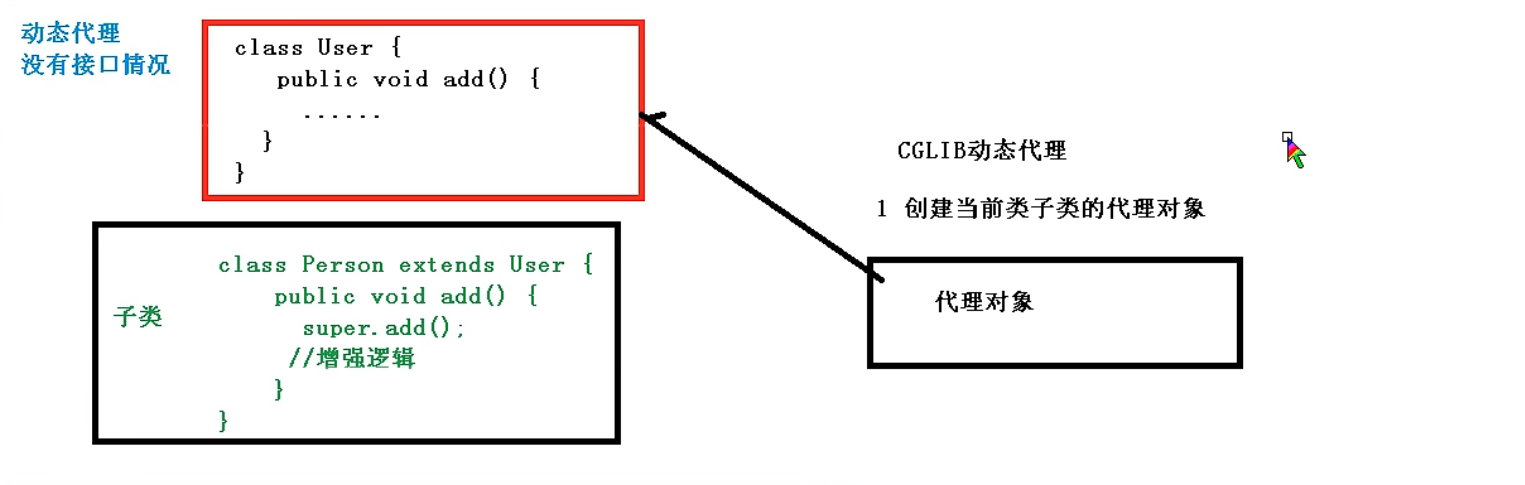 动态代理
没有接口情况
class User {
public void add() {
......
}
}
子类
class Person extends User {
public void add() {
super.add();
//增强逻辑
}
}
CGLIB动态代理
1 创建当前类子类的代理对象
代理对象